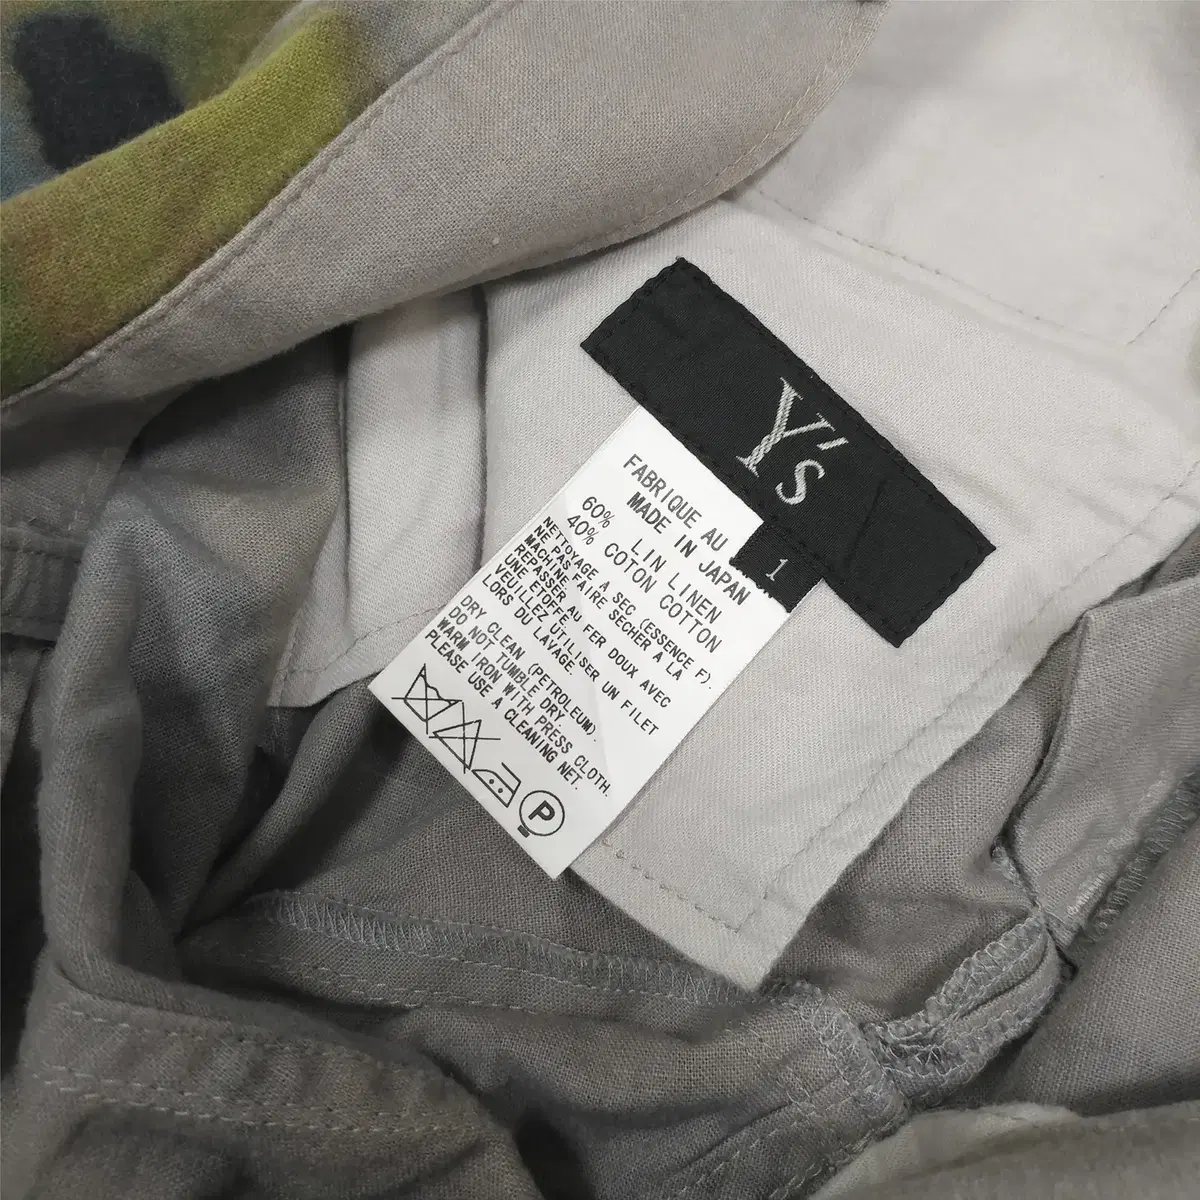 Y's
1
FABRIQUE AU
MADE IN JAPAN
60% LIN LINEN
40% COTON COTTON
NETTOYAGE A SEC (ESSENCE F).
NE PAS FAIRE SECHER A LA
MACHINE.
REPASSER AU FER DOUX AVEC
UNE ETOFFE.
VEUILLEZ UTILISER UN FILET
LORS DU LAVAGE.
DRY CLEAN (PETROLEUM).
DO NOT TUMBLE DRY.
WARM IRON WITH PRESS CLOTH.
PLEASE USE A CLEANING NET.
P